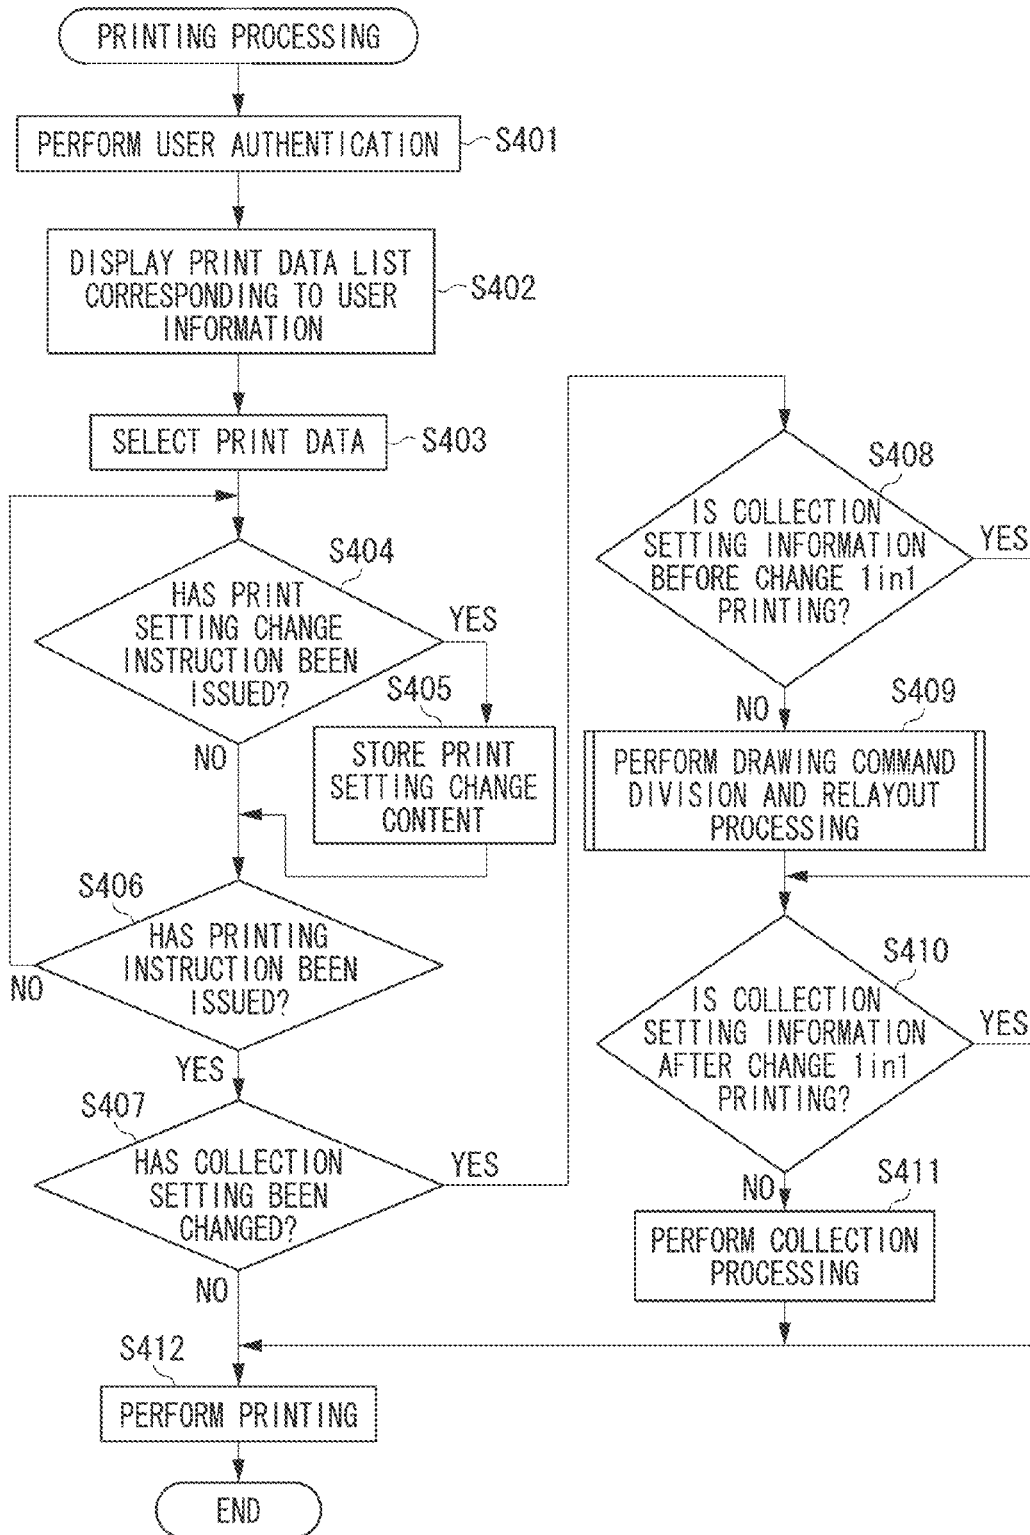 PRINTING PROCESSING
PERFORM USER AUTHENTICATION
S401
DISPLAY PRINT DATA LIST
CORRESPONDING TO USER
INFORMATION
S402
SELECT PRINT DATA
S403
S404
HAS PRINT
SETTING CHANGE
INSTRUCTION BEEN
ISSUED?
YES
NO
S405
STORE PRINT
SETTING CHANGE
CONTENT
S406
HAS PRINTING
INSTRUCTION BEEN
ISSUED?
NO
YES
S407
HAS COLLECTION
SETTING BEEN
CHANGED?
YES
NO
S408
IS COLLECTION
SETTING INFORMATION
BEFORE CHANGE 1in1
PRINTING?
YES
NO
S409
PERFORM DRAWING COMMAND
DIVISION AND RELAYOUT
PROCESSING
S410
IS COLLECTION
SETTING INFORMATION
AFTER CHANGE 1in1
PRINTING?
YES
NO
S411
PERFORM COLLECTION
PROCESSING
S412
PERFORM PRINTING
END